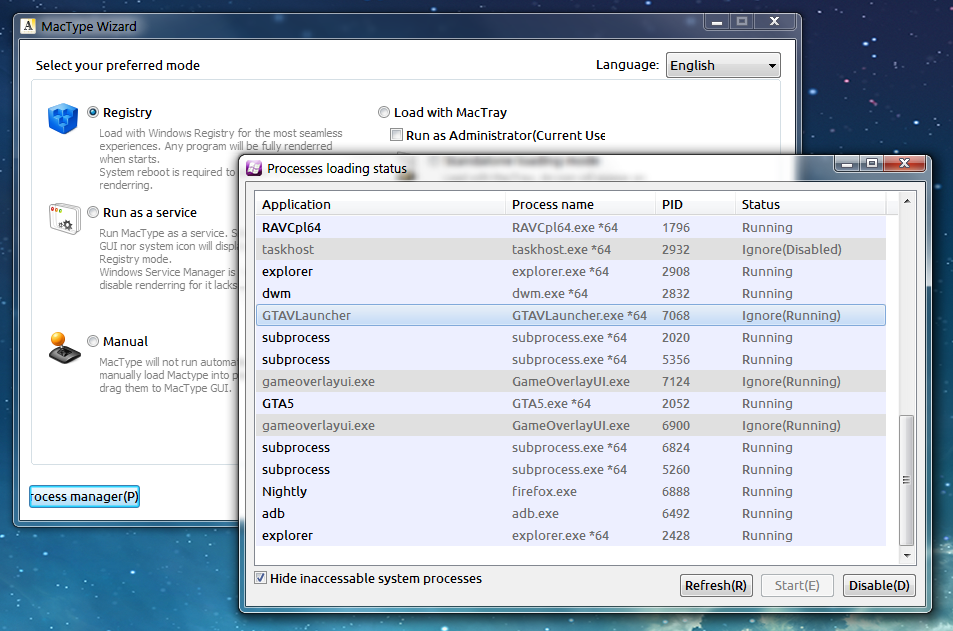 MacType Wizard
Select your preferred mode
Language: English
Registry
Load with Windows Registry for the most seamless
experiences. Any program will be fully rendered
when starts.
System reboot is required to
renderring.
Load with MacTray
Run as Administrator(Current Use
Standalone loading mode
Run as a service
Run MacType as a service. S
GUI nor system icon will displ
Registry mode.
Windows Service Manager is
disable renderring for it lacks
Manual
MacType will not run automa
manually load Mactype into p
drag them to MacType GUI.
rocess manager(P)
Processes loading status
Application Process name PID Status
RAVCpl64 RAVCpl64.exe *64 1796 Running
taskhost taskhost.exe *64 2932 Ignore(Disabled)
explorer explorer.exe *64 2908 Running
dwm dwm.exe *64 2832 Running
GTAVLauncher GTAVLauncher.exe *64 7068 Ignore(Running)
subprocess subprocess.exe *64 2020 Running
subprocess subprocess.exe *64 5356 Running
gameoverlayui.exe GameOverlayUI.exe 7124 Ignore(Running)
GTA5 GTA5.exe *64 2052 Running
gameoverlayui.exe GameOverlayUI.exe 6900 Ignore(Running)
subprocess subprocess.exe *64 6824 Running
subprocess subprocess.exe *64 5260 Running
Nightly firefox.exe 6888 Running
adb adb.exe 6492 Running
explorer explorer.exe *64 2428 Running
Hide inaccessable system processes
Refresh(R) Start(E) Disable(D)